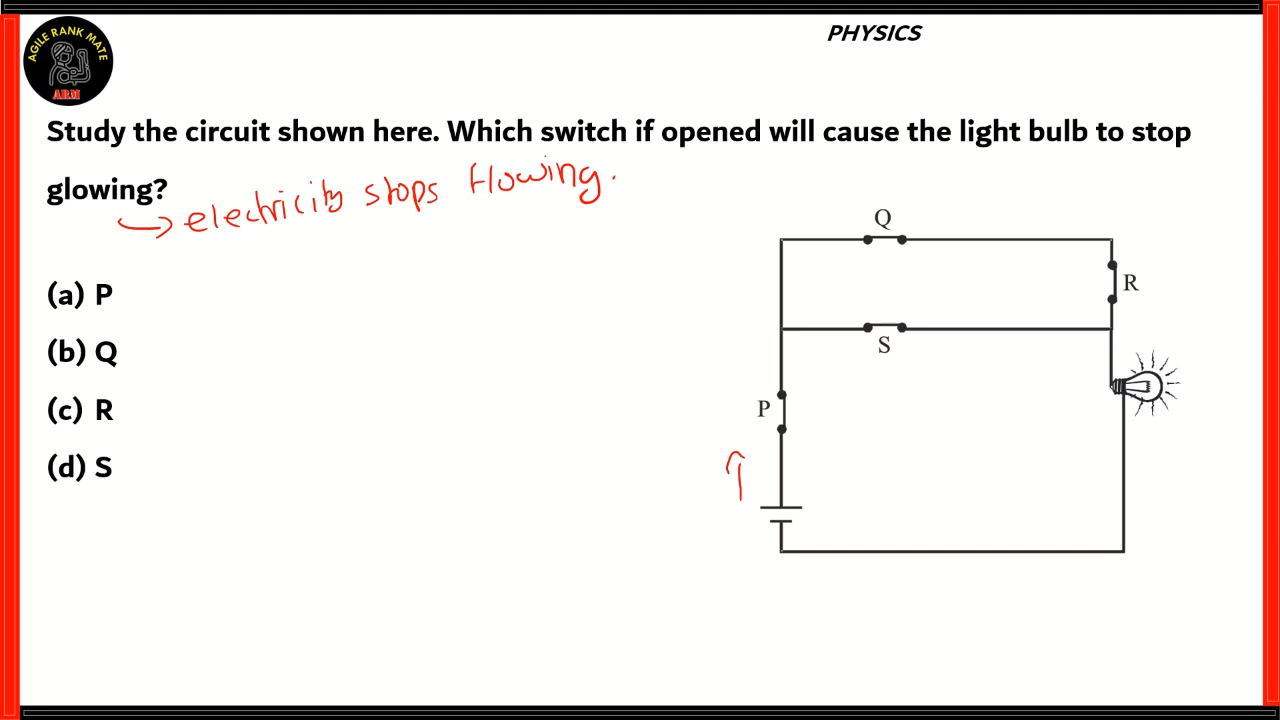 AGILE RANK MATE
ARM
PHYSICS
Study the circuit shown here. Which switch if opened will cause the light bulb to stop
glowing?
electricity stops flowing.
(a) P
(b) Q
(c) R
(d) S
Q
R
S
P